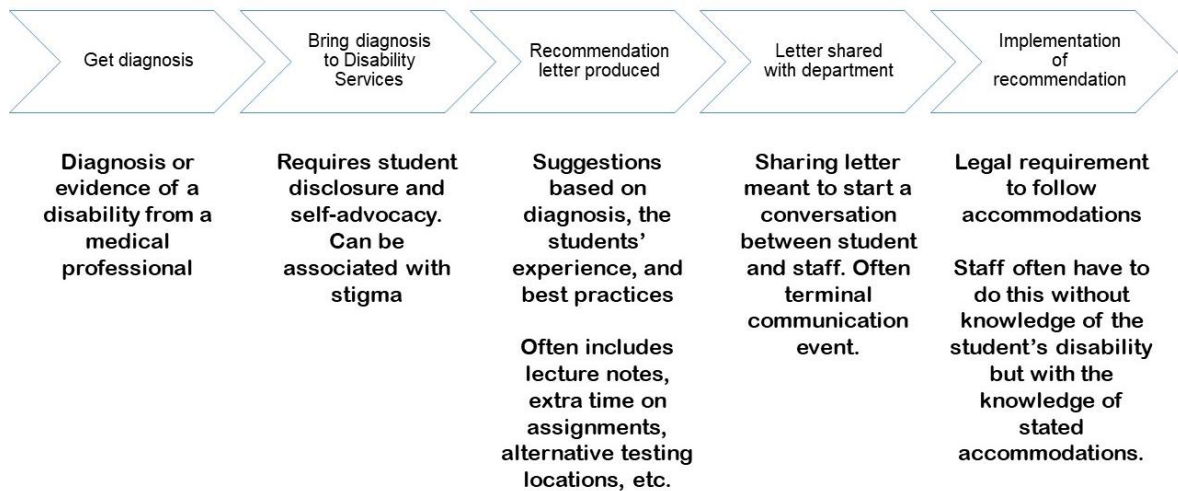 Get diagnosis
Bring diagnosis
to Disability
Services
Recommendation
letter produced
Letter shared
with department
Implementation
of
recommendation
Diagnosis or
evidence of a
disability from a
medical
professional
Requires student
disclosure and
self-advocacy.
Can be
associated with
stigma
Suggestions
based on
diagnosis, the
students’
experience, and
best practices
Often includes
lecture notes,
extra time on
assignments,
alternative testing
locations, etc.
Sharing letter
meant to start a
conversation
between student
and staff. Often
terminal
communication
event.
Legal requirement
to follow
accommodations
Staff often have to
do this without
knowledge of the
student’s disability
but with the
knowledge of
stated
accommodations.